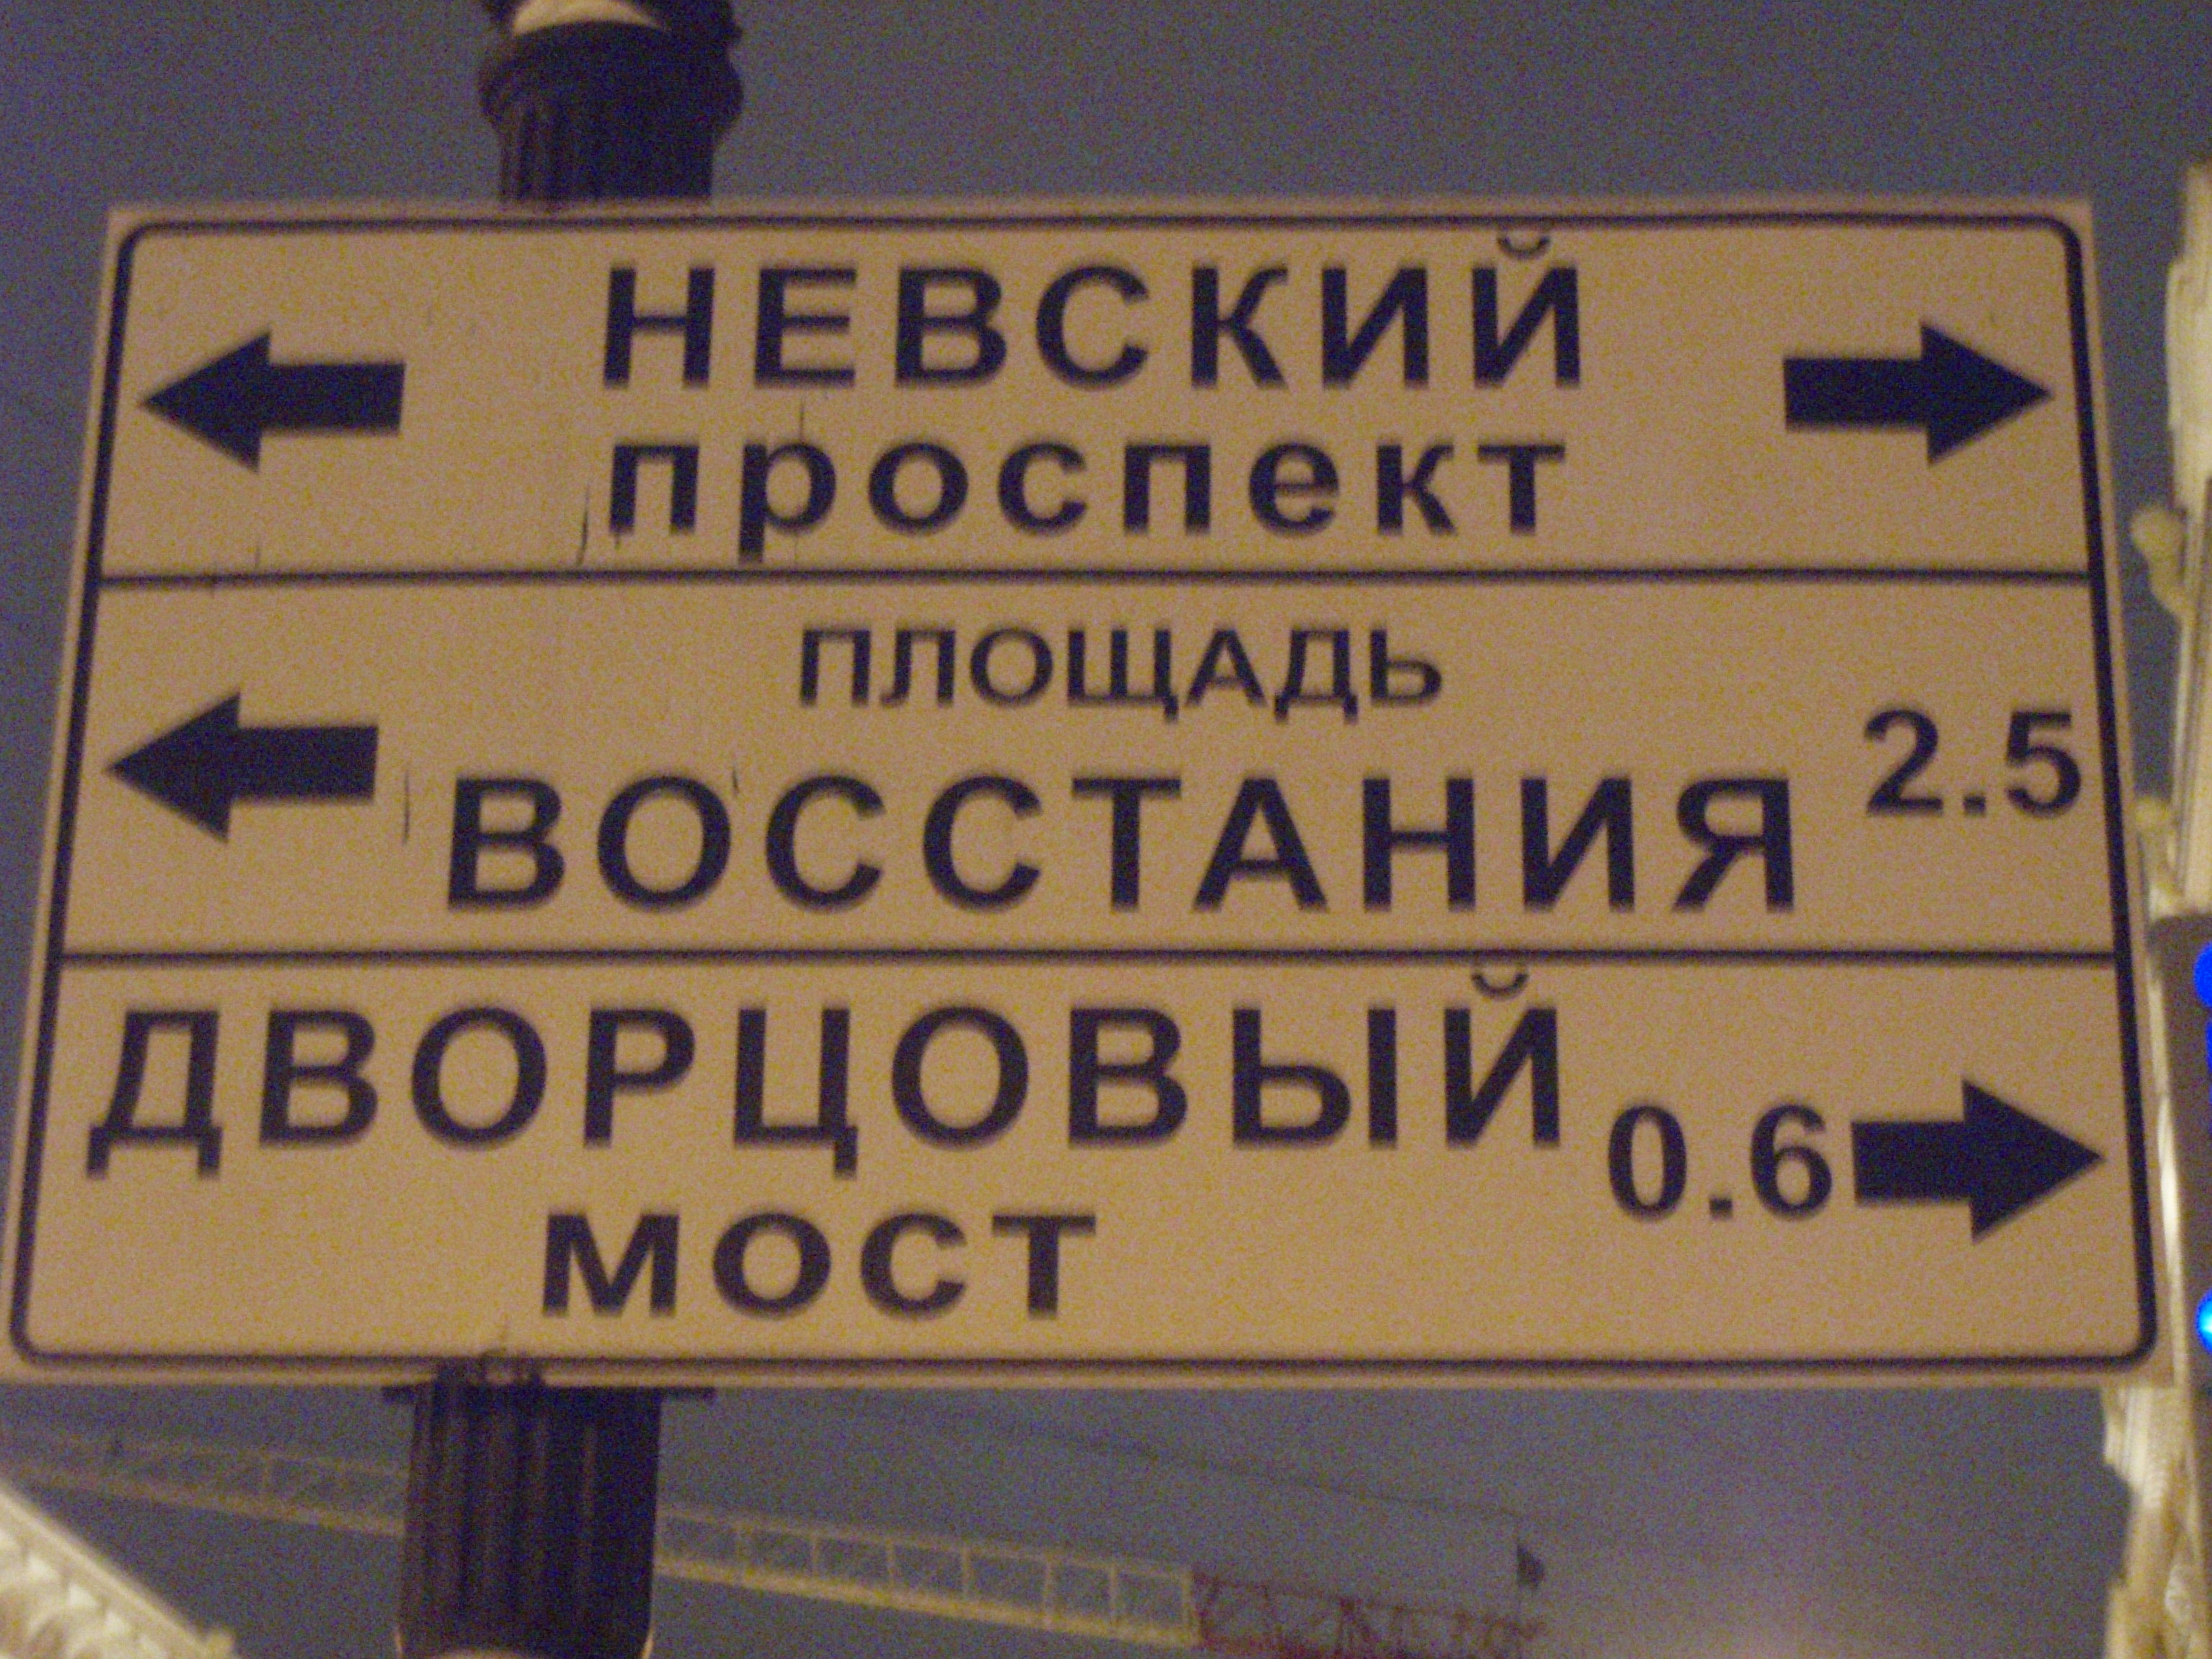 НЕВСКИЙ
проспект
ПЛОЩАДЬ
ВОССТАНИЯ 2.5
ДВОРЦОВЫЙ 0.6
мост